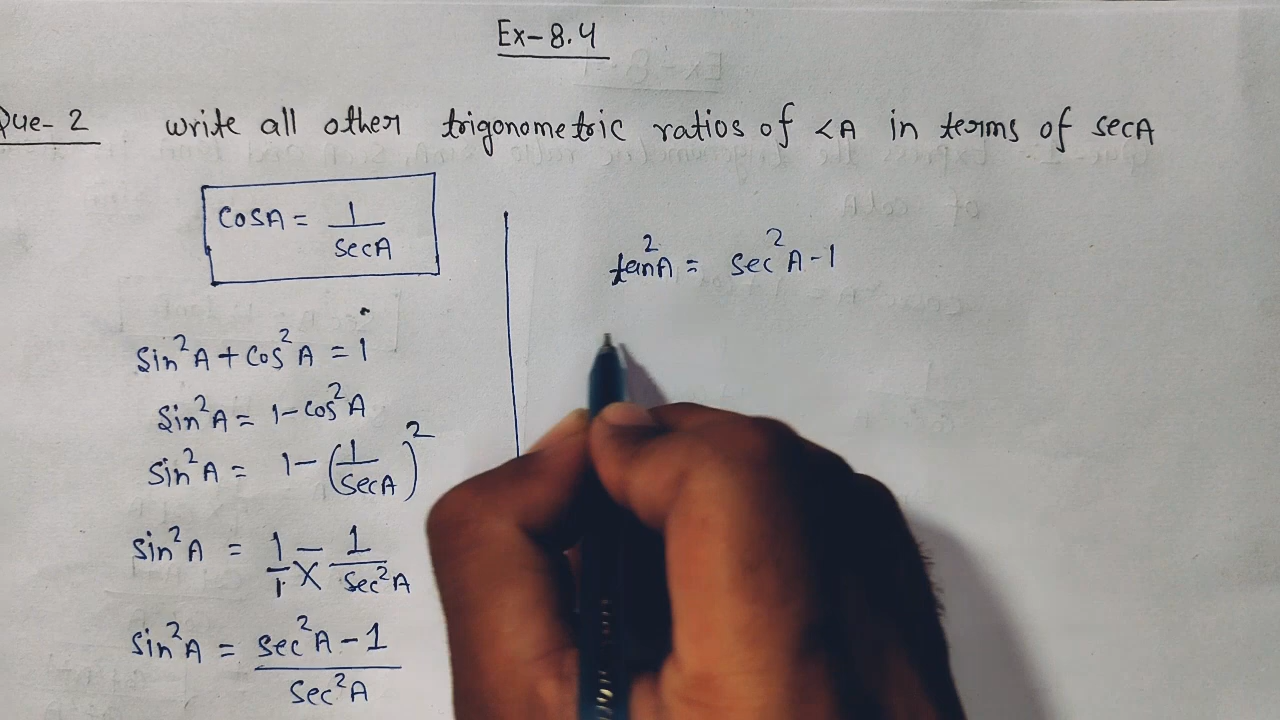 Ex-8.4
Que-2 write all other trigonometric ratios of <A in terms of secA
cosA = 1/secA
sin²A + cos²A = 1
sin²A = 1-cos²A
sin²A = 1-(1/secA)²
sin²A = 1/1 - 1/sec²A
sin²A = sec²A-1/sec²A
tan²A = sec²A-1